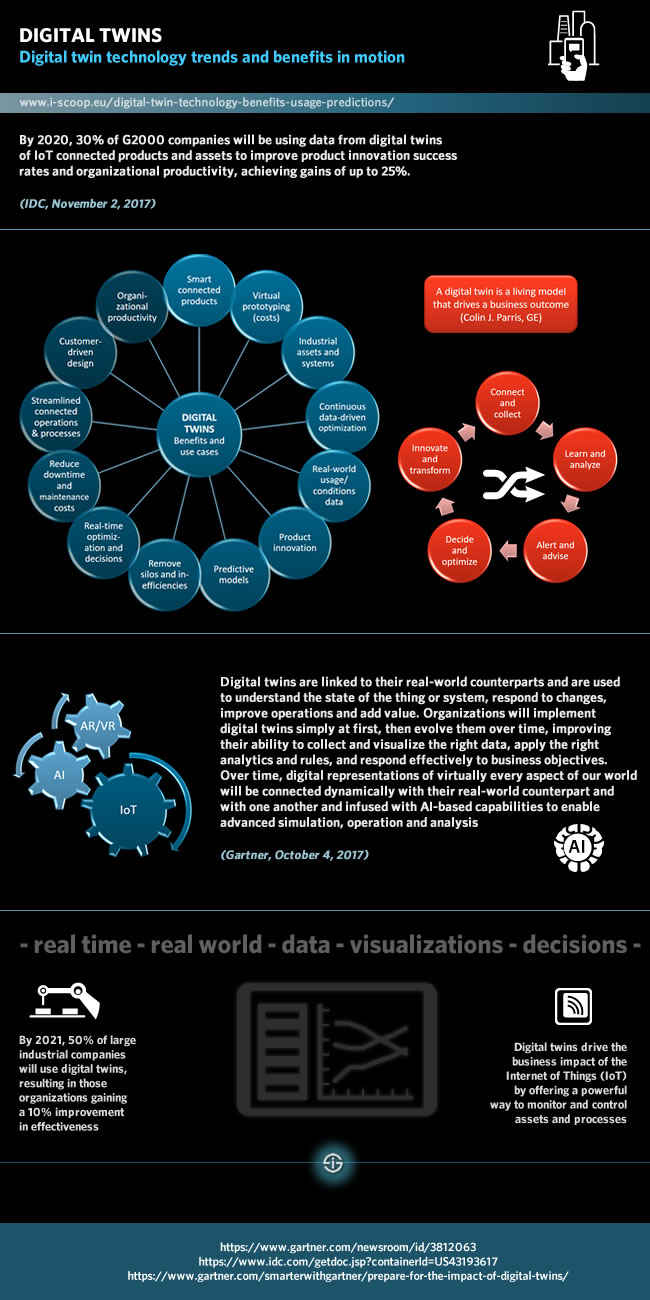 DIGITAL TWINS
Digital twin technology trends and benefits in motion
www.i-scoop.eu/digital-twin-technology-benefits-usage-predictions/
By 2020, 30% of G2000 companies will be using data from digital twins
of IoT connected products and assets to improve product innovation success
rates and organizational productivity, achieving gains of up to 25%.
(IDC, November 2, 2017)
Smart
connected
products
Virtual
prototyping
(costs)
Industrial
assets and
systems
Continuous
data-driven
optimization
Real-world
usage/
conditions
data
Product
innovation
Predictive
models
Remove
silos and in-
efficiencies
Real-time
optimiz-
ation and
decisions
Reduce
downtime
and
maintenance
costs
Streamlined
connected
operations
& processes
Customer-
driven
design
Organi-
zational
productivity
DIGITAL
TWINS
Benefits and
use cases
A digital twin is a living model
that drives a business outcome
(Colin J. Parris, GE)
Connect
and
collect
Learn and
analyze
Alert and
advise
Decide
and
optimize
Innovate
and
transform
AR/VR
AI
IoT
Digital twins are linked to their real-world counterparts and are used
to understand the state of the thing or system, respond to changes,
improve operations and add value. Organizations will implement
digital twins simply at first, then evolve them over time, improving
their ability to collect and visualize the right data, apply the right
analytics and rules, and respond effectively to business objectives.
Over time, digital representations of virtually every aspect of our world
will be connected dynamically with their real-world counterpart and
with one another and infused with AI-based capabilities to enable
advanced simulation, operation and analysis
(Gartner, October 4, 2017)
AI
- real time - real world - data - visualizations - decisions -
By 2021, 50% of large
industrial companies
will use digital twins,
resulting in those
organizations gaining
a 10% improvement
in effectiveness
Digital twins drive the
business impact of the
Internet of Things (IoT)
by offering a powerful
way to monitor and control
assets and processes
https://www.gartner.com/newsroom/id/3812063
https://www.idc.com/getdoc.jsp?containerId=US43193617
https://www.gartner.com/smarterwithgartner/prepare-for-the-impact-of-digital-twins/